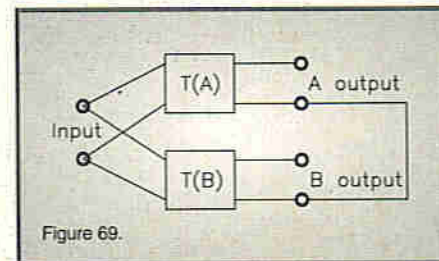 T(A)
A output
Input
T(B)
B output
Figure 69.